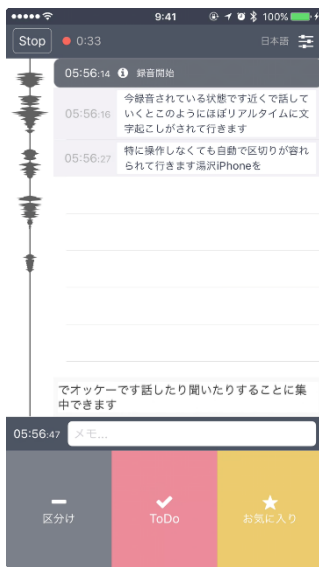 9:41
100%
Stop
0:33
日本語
05:56:14
録音開始
05:56:16
今録音されている状態です近くで話して
いくとこのようにほぼリアルタイムに文
字起こしがされて行きます
05:56:27
特に操作しなくても自動で区切りが容れ
られて行きます湯沢iPhoneを
でオッケーです話したり聞いたりすることに集
中できます
05:56:47
メモ...
区分け
ToDo
お気に入り